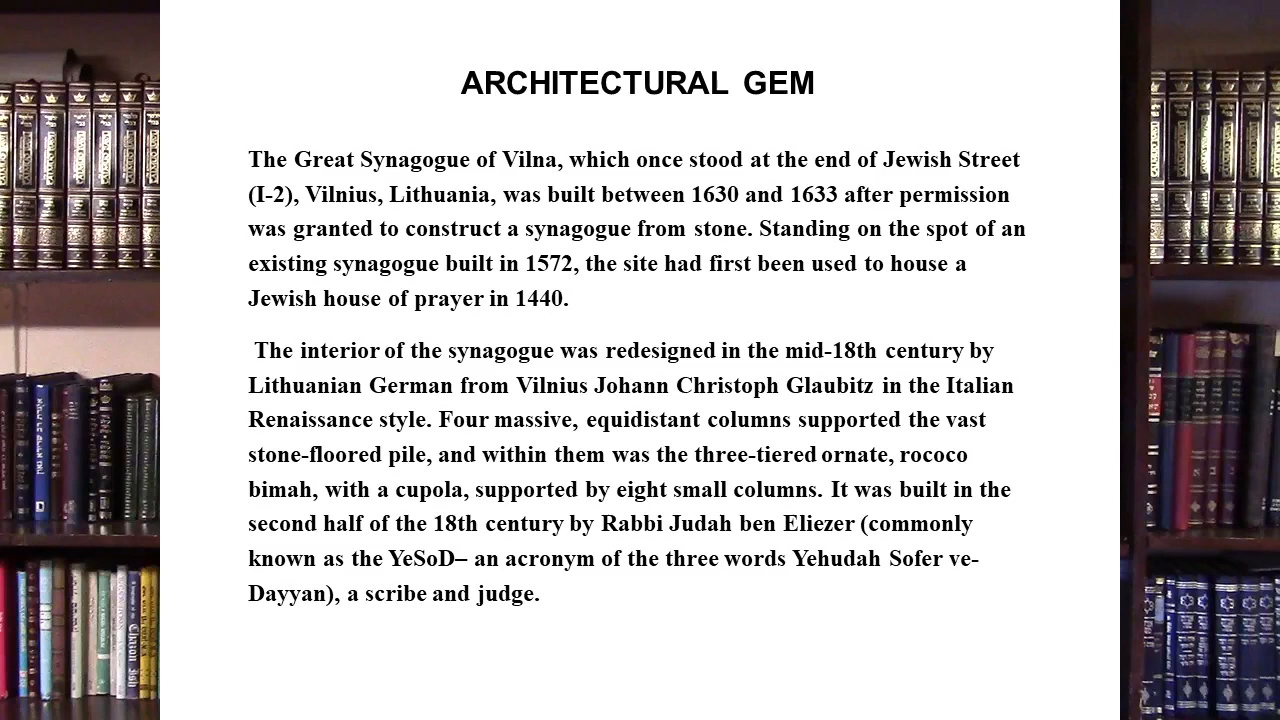 ARCHITECTURAL GEM
The Great Synagogue of Vilna, which once stood at the end of Jewish Street
(I-2), Vilnius, Lithuania, was built between 1630 and 1633 after permission
was granted to construct a synagogue from stone. Standing on the spot of an
existing synagogue built in 1572, the site had first been used to house a
Jewish house of prayer in 1440.
The interior of the synagogue was redesigned in the mid-18th century by
Lithuanian German from Vilnius Johann Christoph Glaubitz in the Italian
Renaissance style. Four massive, equidistant columns supported the vast
stone-floored pile, and within them was the three-tiered ornate, rococo
bimah, with a cupola, supported by eight small columns. It was built in the
second half of the 18th century by Rabbi Judah ben Eliezer (commonly
known as the YeSoD– an acronym of the three words Yehudah Sofer ve-
Dayyan), a scribe and judge.